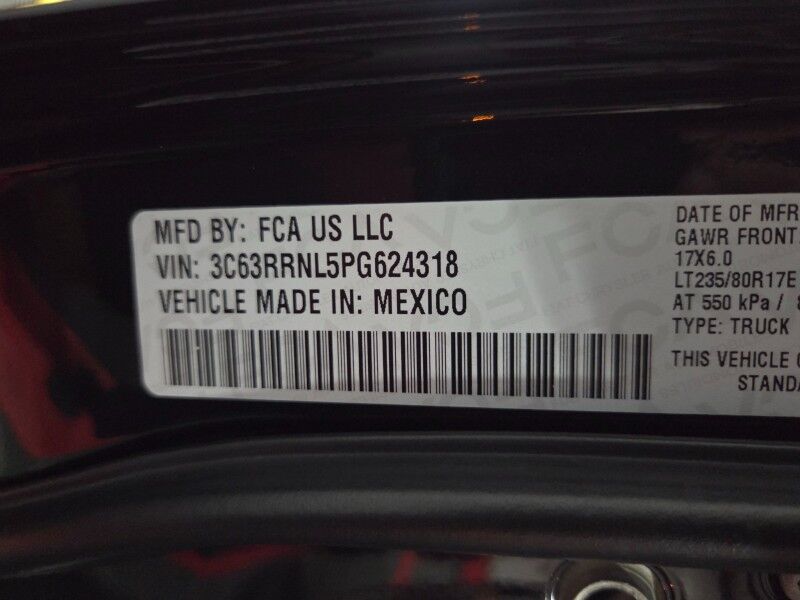 MFD BY: FCA US LLC
VIN: 3C63RRNL5PG624318
VEHICLE MADE IN: MEXICO
DATE OF MFR
GAWR FRONT
17X6.0
LT235/80R17E
AT 550 kPa /
TYPE: TRUCK
THIS VEHICLE
STANDA